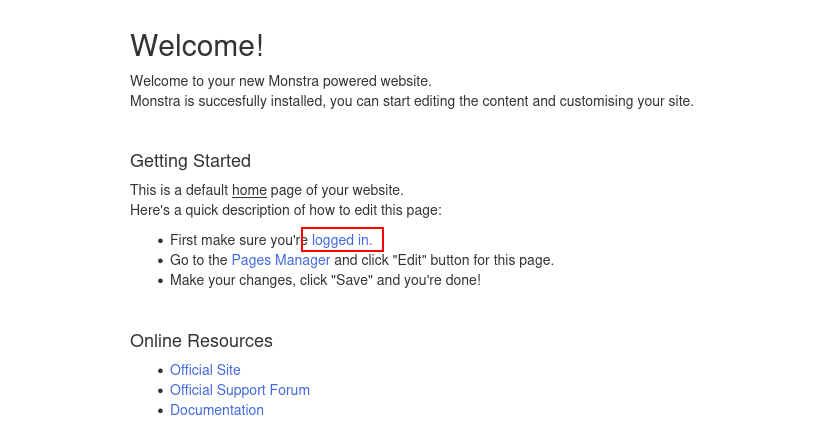 Welcome!
Welcome to your new Monstra powered website.
Monstra is succesfully installed, you can start editing the content and customising your site.
Getting Started
This is a default home page of your website.
Here's a quick description of how to edit this page:
• First make sure you're logged in.
• Go to the Pages Manager and click "Edit" button for this page.
• Make your changes, click "Save" and you're done!
Online Resources
• Official Site
• Official Support Forum
• Documentation